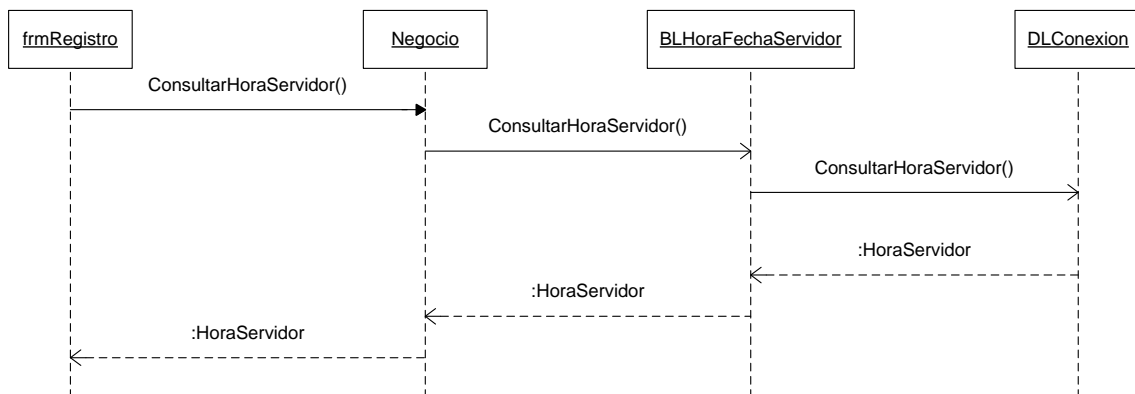 frmRegistro
Negocio
BLHoraFechaServidor
DLConexion
ConsultarHoraServidor()
ConsultarHoraServidor()
ConsultarHoraServidor()
:HoraServidor
:HoraServidor
:HoraServidor